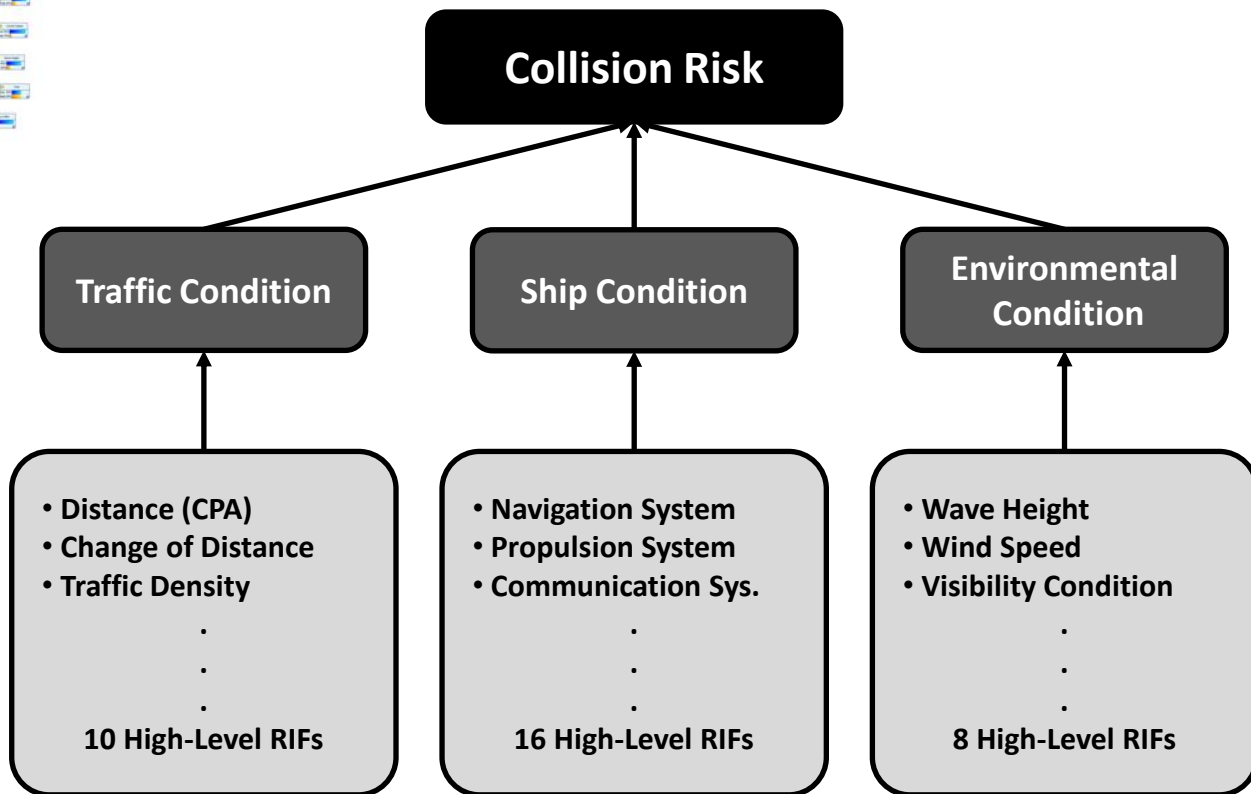 Collision Risk
Traffic Condition
Ship Condition
Environmental
Condition
• Distance (CPA)
• Change of Distance
• Traffic Density
.
.
.
10 High-Level RIFs
• Navigation System
• Propulsion System
• Communication Sys.
.
.
.
16 High-Level RIFs
• Wave Height
• Wind Speed
• Visibility Condition
.
.
.
8 High-Level RIFs